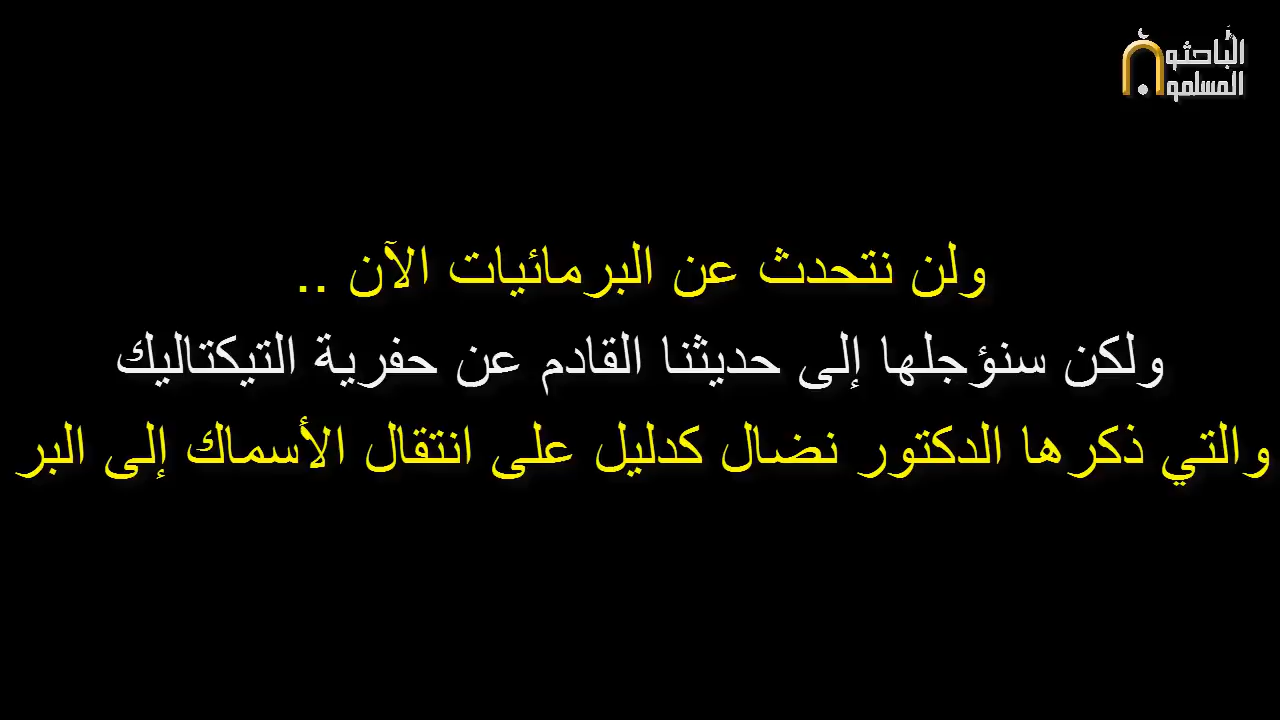 الباحثون
المسلمون
ولن نتحدث عن البرمائيات الآن ..
ولكن سنؤجلها إلى حديثنا القادم عن حفرية التيكتاليك
والتي ذكرها الدكتور نضال كدليل على انتقال الأسماك إلى البر